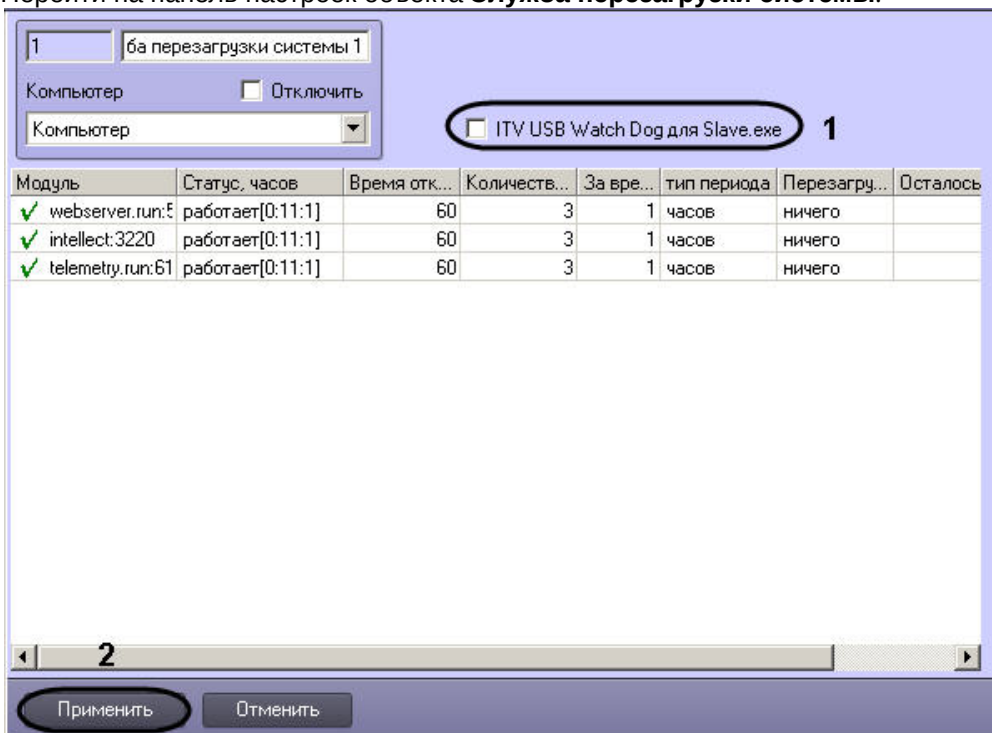 Перейти на панель настроек объекта Служба перезагрузки системы.
1 ба перезагрузки системы 1
Компьютер Отключить
Компьютер
ITV USB Watch Dog для Slave.exe 1
Модуль Статус, часов Время отк... Количеств... За вре... тип периода Перезагру... Осталось
webserver.run:5 работает[0:11:1] 60 3 1 часов ничего
intellect:3220 работает[0:11:1] 60 3 1 часов ничего
telemetry.run:61 работает[0:11:1] 60 3 1 часов ничего
2
Применить Отменить